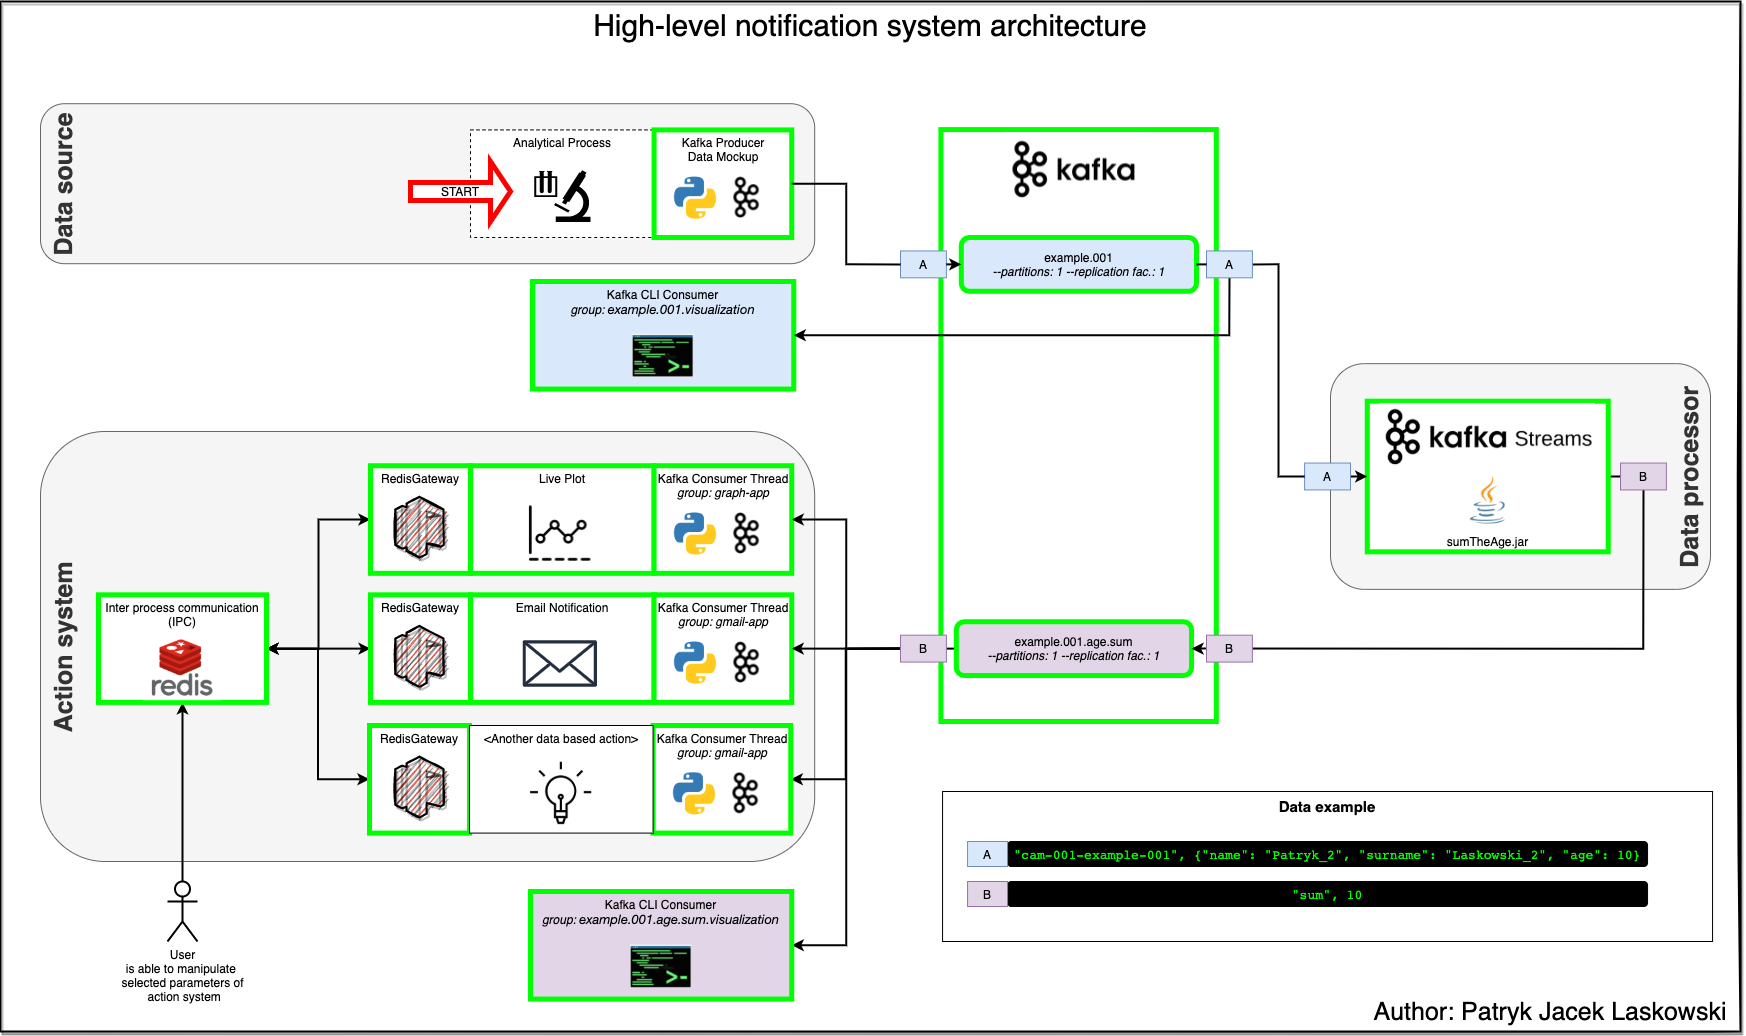 High-level notification system architecture
Data source
START
Analytical Process
Kafka Producer
Data Mockup
kafka
A
example.001
--partitions: 1 --replication fac.: 1
A
Kafka CLI Consumer
group: example.001.visualization
Data processor
kafka Streams
A
B
sumTheAge.jar
Action system
RedisGateway
Live Plot
Kafka Consumer Thread
group: graph-app
Inter process communication
(IPC)
redis
RedisGateway
Email Notification
Kafka Consumer Thread
group: gmail-app
B
example.001.age.sum
--partitions: 1 --replication fac.: 1
B
RedisGateway
<Another data based action>
Kafka Consumer Thread
group: gmail-app
Data example
A
"cam-001-example-001", {"name": "Patryk_2", "surname": "Laskowski_2", "age": 10}
B
"sum", 10
Kafka CLI Consumer
group: example.001.age.sum.visualization
User
is able to manipulate
selected parameters of
action system
Author: Patryk Jacek Laskowski